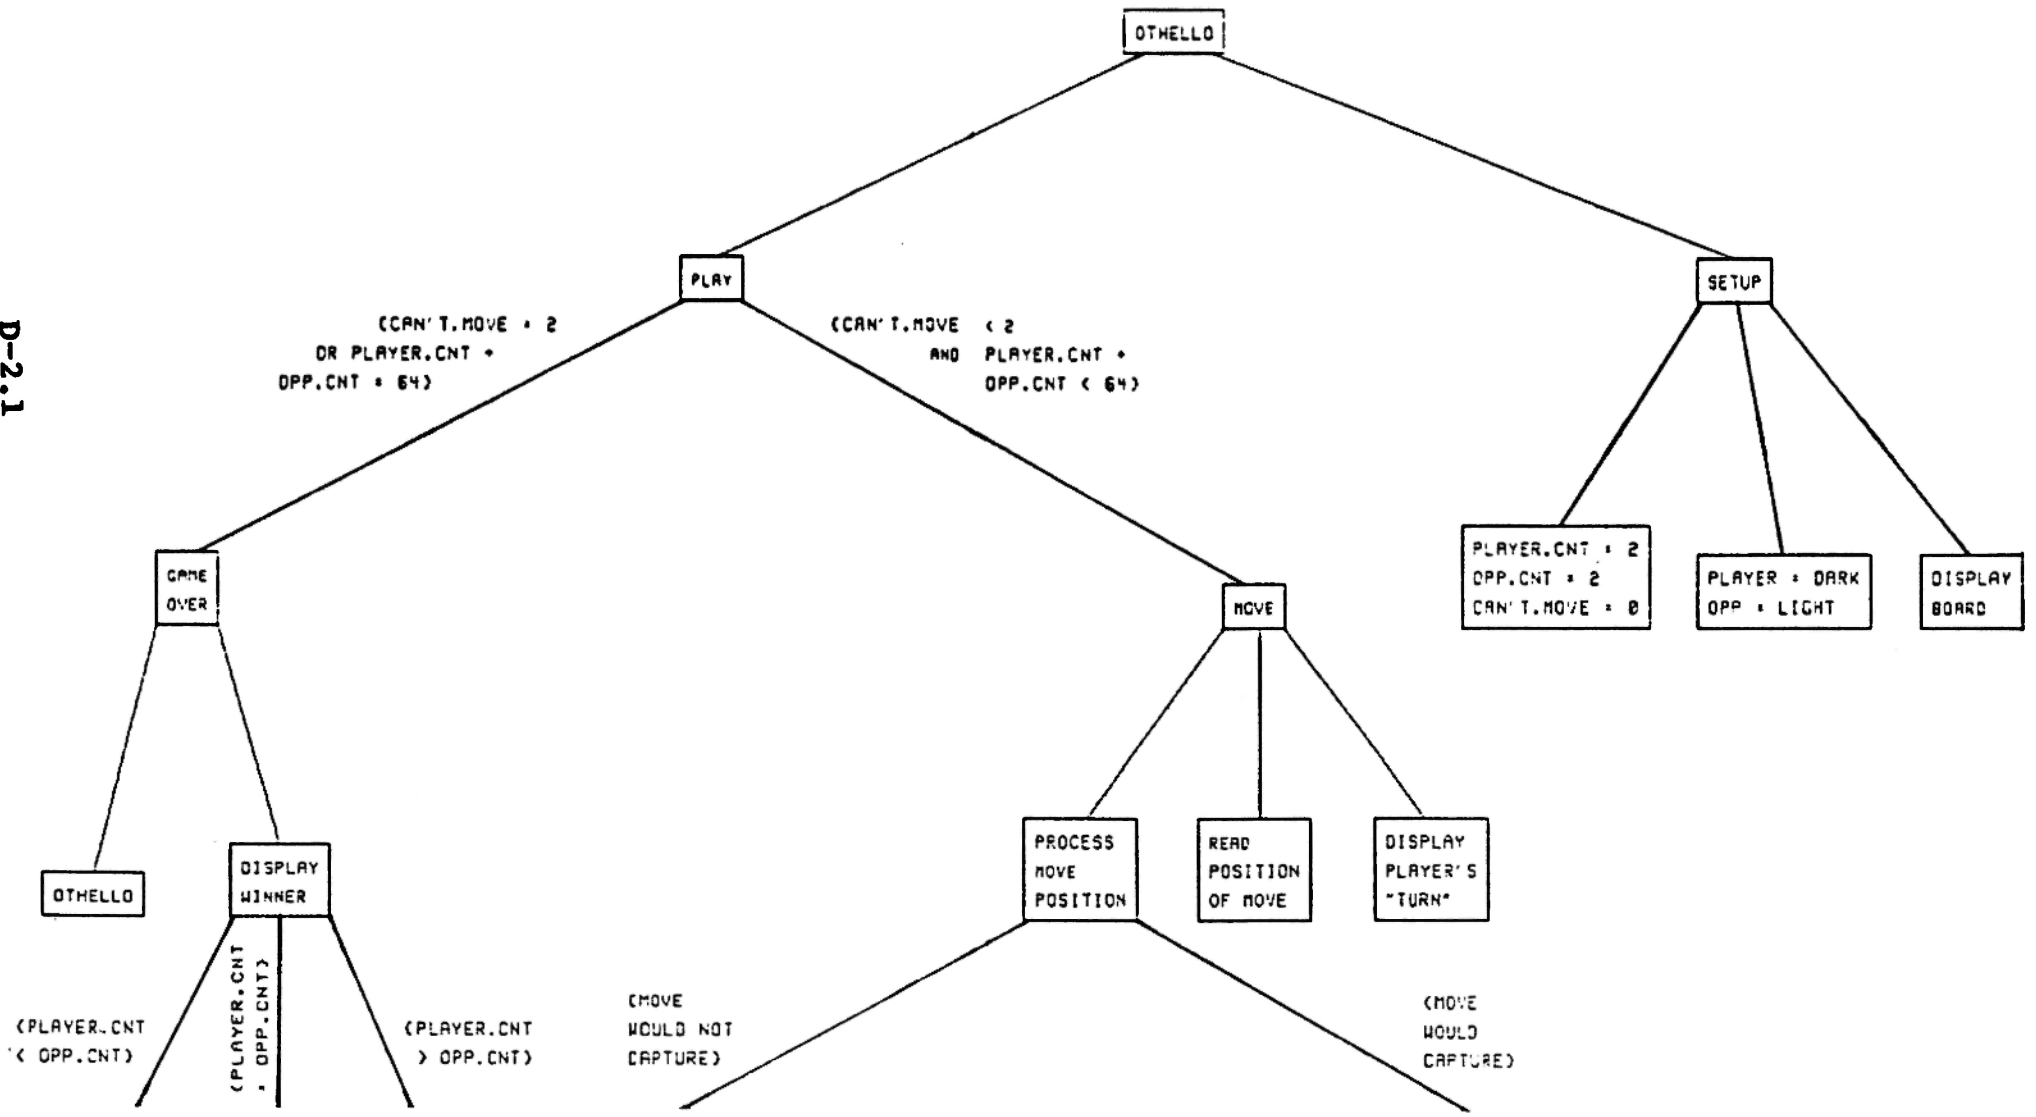 OTHELLO
PLAY
SETUP
(CAN'T.MOVE = 2
OR PLAYER.CNT +
OPP.CNT = 64)
(CAN'T.MOVE < 2
AND PLAYER.CNT +
OPP.CNT < 64)
D-2.1
GAME
OVER
MOVE
PLAYER.CNT = 2
OPP.CNT = 2
CAN'T.MOVE = 0
PLAYER = DARK
OPP = LIGHT
DISPLAY
BOARD
OTHELLO
DISPLAY
WINNER
PROCESS
MOVE
POSITION
READ
POSITION
OF MOVE
DISPLAY
PLAYER'S
"TURN"
(PLAYER.CNT
< OPP.CNT)
(PLAYER.CNT
= OPP.CNT)
(PLAYER.CNT
> OPP.CNT)
(MOVE
WOULD NOT
CAPTURE)
(MOVE
WOULD
CAPTURE)